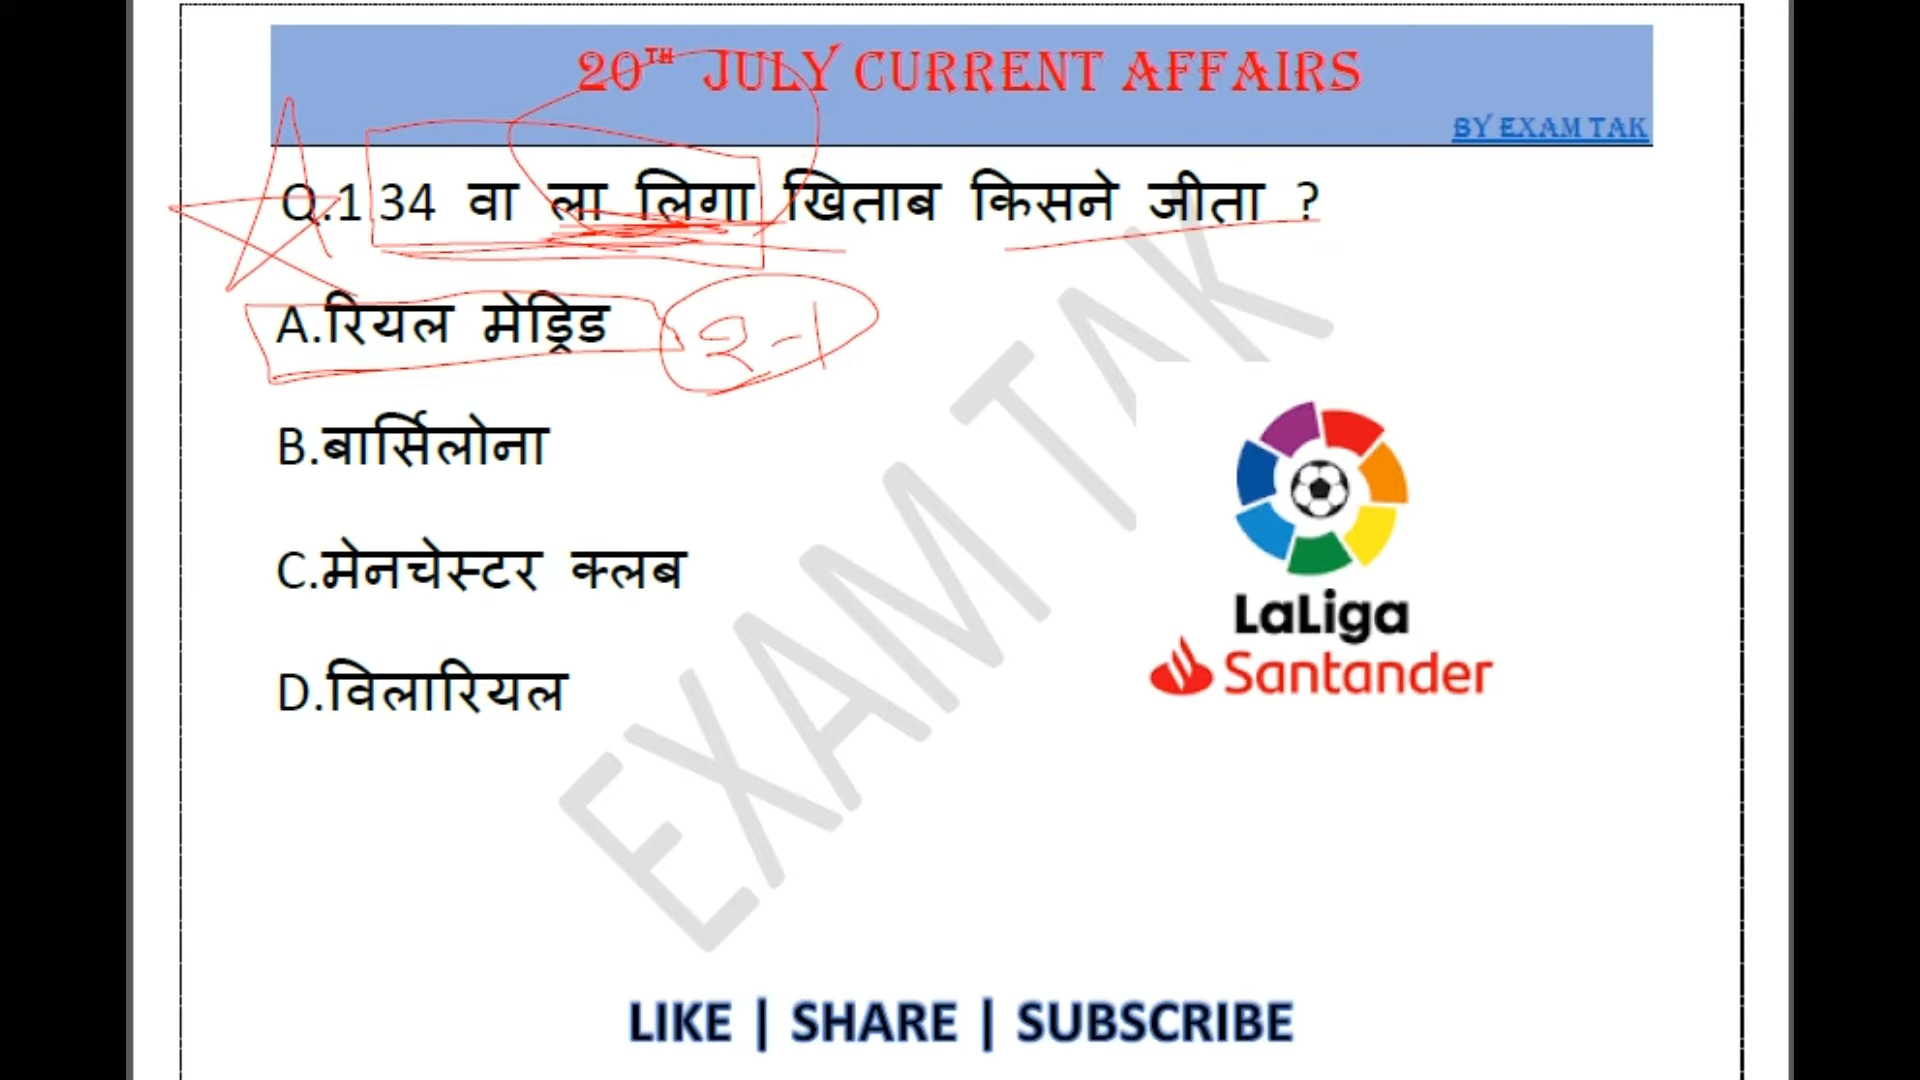 20TH JULY CURRENT AFFAIRS
BY EXAM TAK
Q.1 34 वा ला लिगा खिताब किसने जीता ?
A.रियल मेड्रिड
2-1
B.बार्सिलोना
C.मेनचेस्टर क्लब
D.विलारियल
EXAM TAK
LaLiga
Santander
LIKE | SHARE | SUBSCRIBE